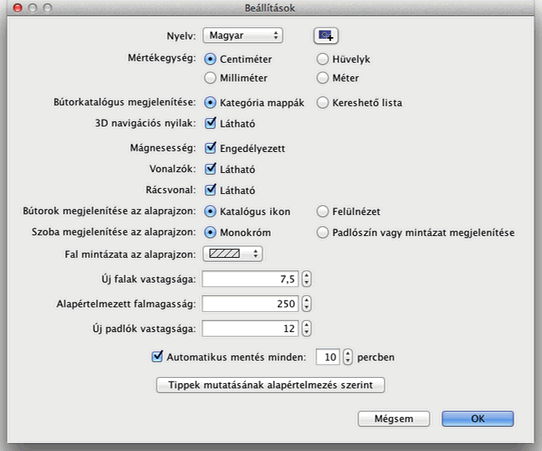 Beállítások
Nyelv: Magyar
Mértékegység: Centiméter Hüvelyk
Milliméter Méter
Bútorkatalógus megjelenítése: Kategória mappák Kereshető lista
3D navigációs nyilak: Látható
Mágnesesség: Engedélyezett
Vonalzók: Látható
Rácsvonal: Látható
Bútorok megjelenítése az alaprajzon: Katalógus ikon Felülnézet
Szoba megjelenítése az alaprajzon: Monokróm Padlószín vagy mintázat megjelenítése
Fal mintázata az alaprajzon:
Új falak vastagsága: 7,5
Alapértelmezett falmagasság: 250
Új padlók vastagsága: 12
Automatikus mentés minden: 10 percben
Tippek mutatásának alapértelmezés szerint
Mégsem OK